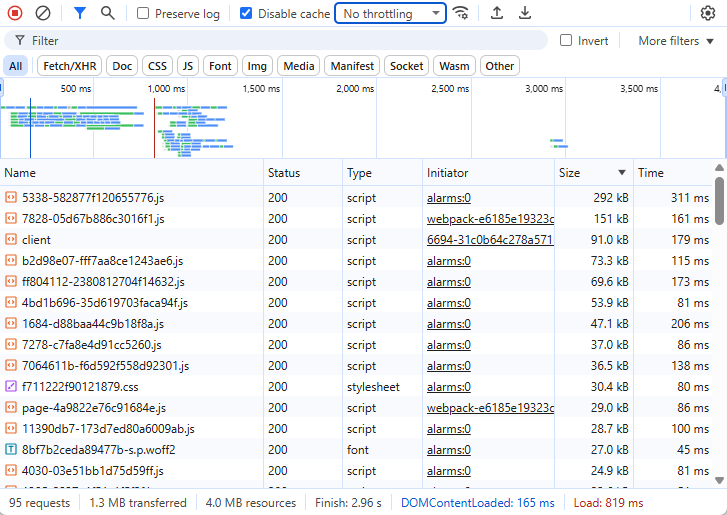 Preserve log Disable cache No throttling
Filter Invert More filters
All Fetch/XHR Doc CSS JS Font Img Media Manifest Socket Wasm Other
500 ms 1,000 ms 1,500 ms 2,000 ms 2,500 ms 3,000 ms 3,500 ms 4,
Name Status Type Initiator Size Time
5338-582877f120655776.js 200 script alarms:0 292 kB 311 ms
7828-05d67b886c3016f1.js 200 script webpack-e6185e19323c 151 kB 161 ms
client 200 script 6694-31c0b64c278a571 91.0 kB 179 ms
b2d98e07-fff7aa8ce1243ae6.js 200 script alarms:0 73.3 kB 115 ms
ff804112-2380812704f14632.js 200 script alarms:0 69.6 kB 173 ms
4bd1b696-35d619703faca94f.js 200 script alarms:0 53.9 kB 81 ms
1684-d88baa44c9b18f8a.js 200 script alarms:0 47.1 kB 206 ms
7278-c7fa8e4d91cc5260.js 200 script alarms:0 37.0 kB 86 ms
7064611b-f6d592f558d92301.js 200 script alarms:0 36.5 kB 138 ms
f711222f90121879.css 200 stylesheet alarms:0 30.4 kB 80 ms
page-4a9822e76c91684e.js 200 script webpack-e6185e19323c 29.0 kB 86 ms
11390db7-173d7ed80a6009ab.js 200 script alarms:0 28.7 kB 100 ms
8bf7b2ceda89477b-s.p.woff2 200 font alarms:0 27.0 kB 45 ms
4030-03e51bb1d75d59ff.js 200 script alarms:0 24.9 kB 81 ms
95 requests 1.3 MB transferred 4.0 MB resources Finish: 2.96 s DOMContentLoaded: 165 ms Load: 819 ms